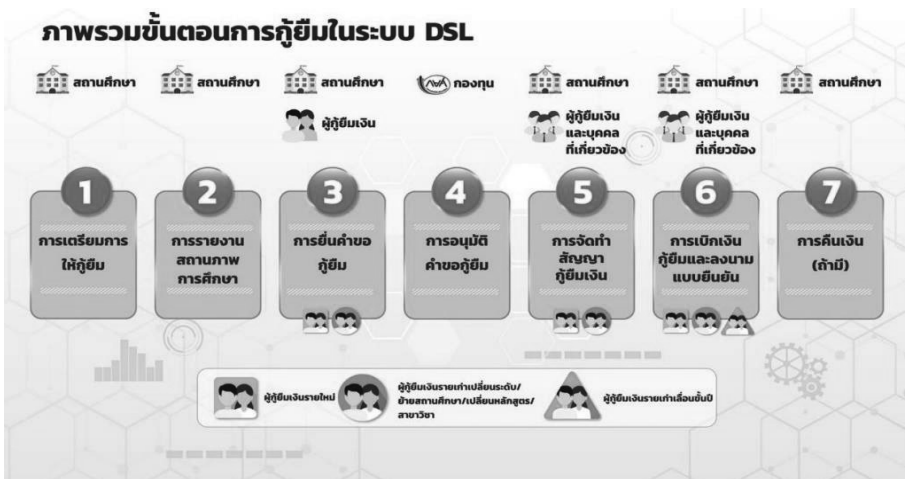 ภาพรวมขั้นตอนการกู้ยืมในระบบ DSL
สถานศึกษา
สถานศึกษา
สถานศึกษา
ผู้กู้ยืมเงิน
กองทุน
สถานศึกษา
ผู้กู้ยืมเงิน
และบุคคล
ที่เกี่ยวข้อง
สถานศึกษา
ผู้กู้ยืมเงิน
และบุคคล
ที่เกี่ยวข้อง
สถานศึกษา
1
การเตรียมการ
ให้กู้ยืม
2
การรายงาน
สถานภาพ
การศึกษา
3
การยื่นคำขอ
กู้ยืม
4
การอนุมัติ
คำขอกู้ยืม
5
การจัดทำ
สัญญา
กู้ยืมเงิน
6
การเบิกเงิน
กู้ยืมและลงนาม
แบบยืนยัน
7
การคืนเงิน
(ถ้ามี)
ผู้กู้ยืมเงินรายใหม่
ผู้กู้ยืมเงินรายเก่าเปลี่ยนระดับ/
ย้ายสถานศึกษา/เปลี่ยนหลักสูตร/
สาขาวิชา
ผู้กู้ยืมเงินรายเก่าเลื่อนชั้นปี